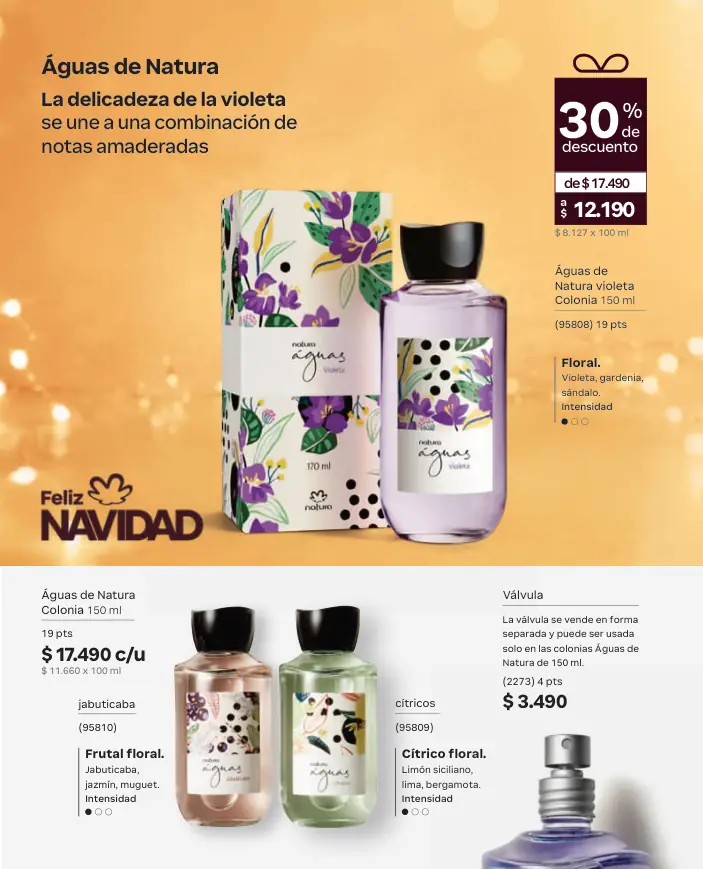 Águas de Natura
La delicadeza de la violeta
se une a una combinación de
notas amaderadas
30% de
descuento
de $ 17.490
a $ 12.190
$ 8.127 x 100 ml
Águas de
Natura violeta
Colonia 150 ml
(95808) 19 pts
Floral.
Violeta, gardenia,
sándalo.
Intensidad
natura
águas
Violeta
170 ml
natura
natura
águas
Violeta
Feliz
NAVIDAD
Águas de Natura
Colonia 150 ml
19 pts
$ 17.490 c/u
$ 11.660 x 100 ml
jabuticaba
(95810)
Frutal floral.
Jabuticaba,
jazmín, muguet.
Intensidad
natura
águas
natura
águas
cítricos
(95809)
Cítrico floral.
Limón siciliano,
lima, bergamota.
Intensidad
Válvula
La válvula se vende en forma
separada y puede ser usada
solo en las colonias Águas de
Natura de 150 ml.
(2273) 4 pts
$ 3.490